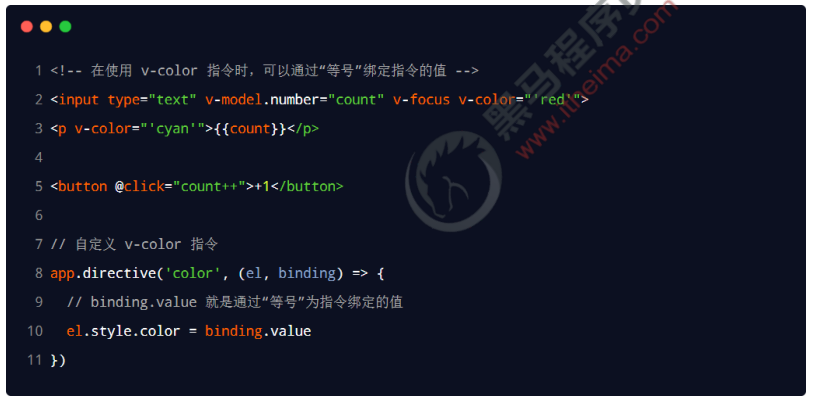 1 <!-- 在使用 v-color 指令时，可以通过“等号”绑定指令的值 -->
2 <input type="text" v-model.number="count" v-focus v-color="'red'">
3 <p v-color="'cyan'">{{count}}</p>
4
5 <button @click="count++">+1</button>
6
7 // 自定义 v-color 指令
8 app.directive('color', (el, binding) => {
9 // binding.value 就是通过“等号”为指令绑定的值
10 el.style.color = binding.value
11 })
黑马程序员
www.itheima.com